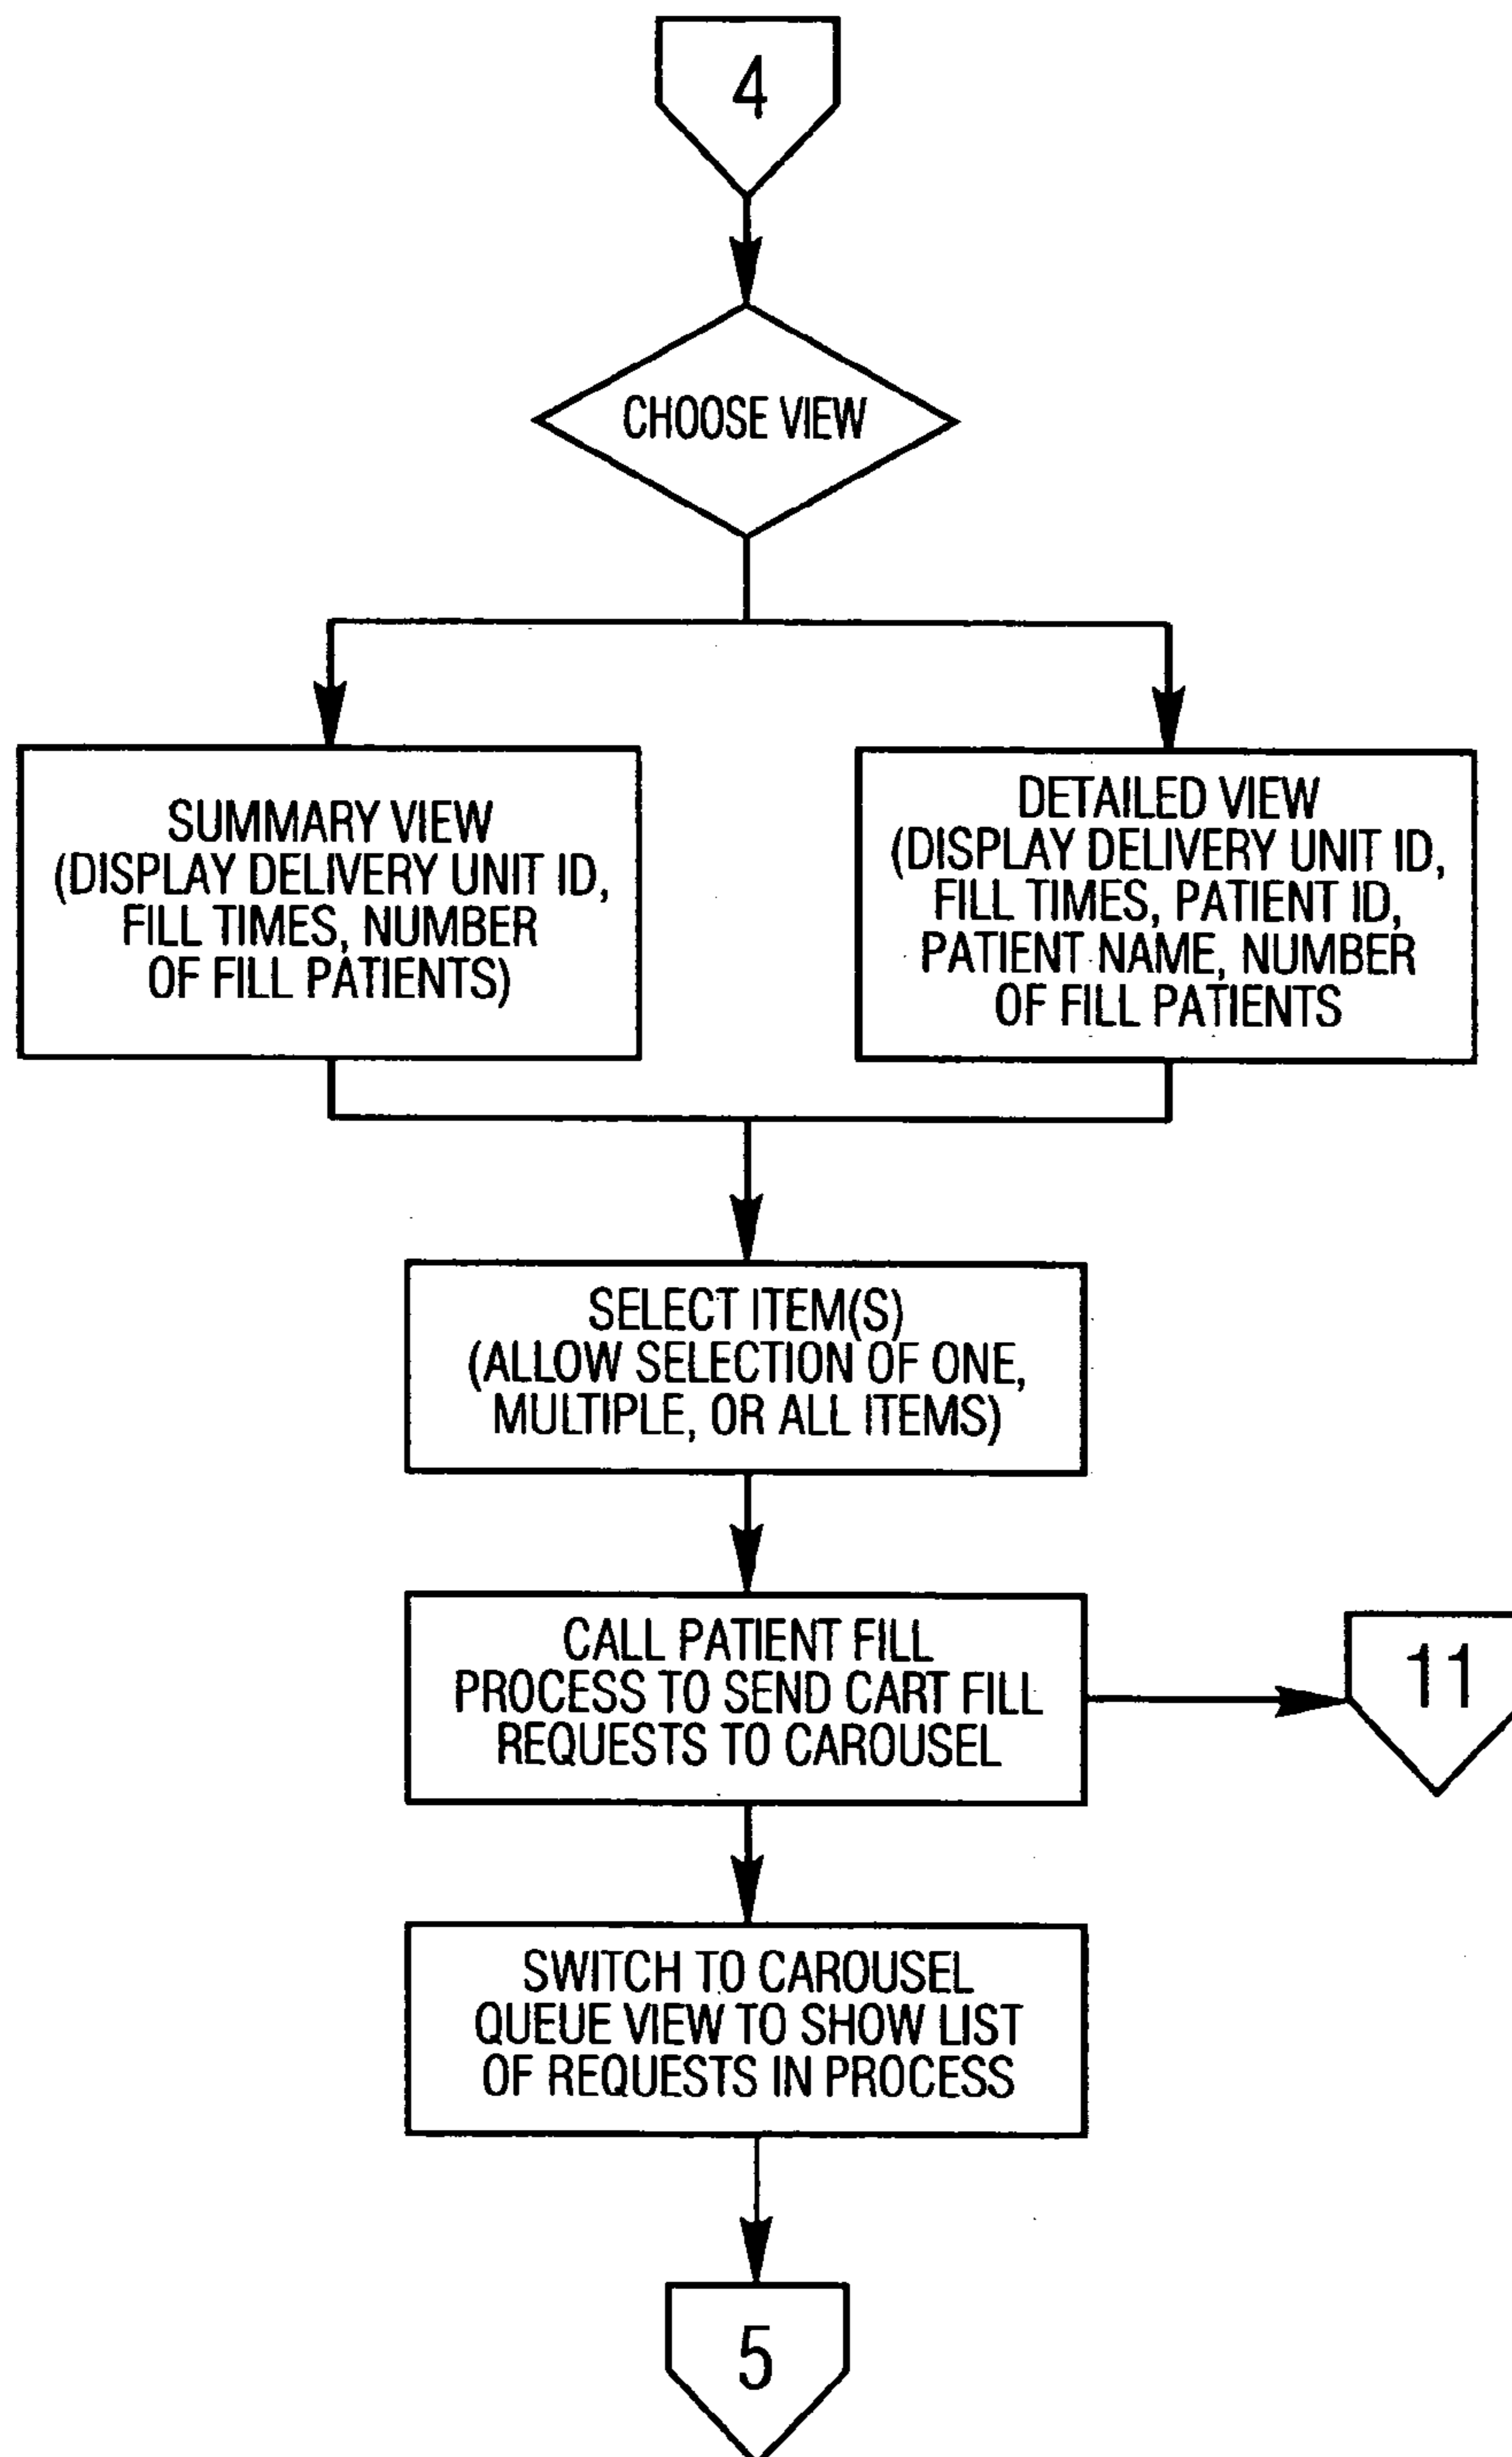 4
CHOOSE VIEW
SUMMARY VIEW
(DISPLAY DELIVERY UNIT ID,
FILL TIMES, NUMBER
OF FILL PATIENTS)
DETAILED VIEW
(DISPLAY DELIVERY UNIT ID,
FILL TIMES, PATIENT ID,
PATIENT NAME, NUMBER
OF FILL PATIENTS
SELECT ITEM(S)
(ALLOW SELECTION OF ONE,
MULTIPLE, OR ALL ITEMS)
CALL PATIENT FILL
PROCESS TO SEND CART FILL
REQUESTS TO CAROUSEL
11
SWITCH TO CAROUSEL
QUEUE VIEW TO SHOW LIST
OF REQUESTS IN PROCESS
5